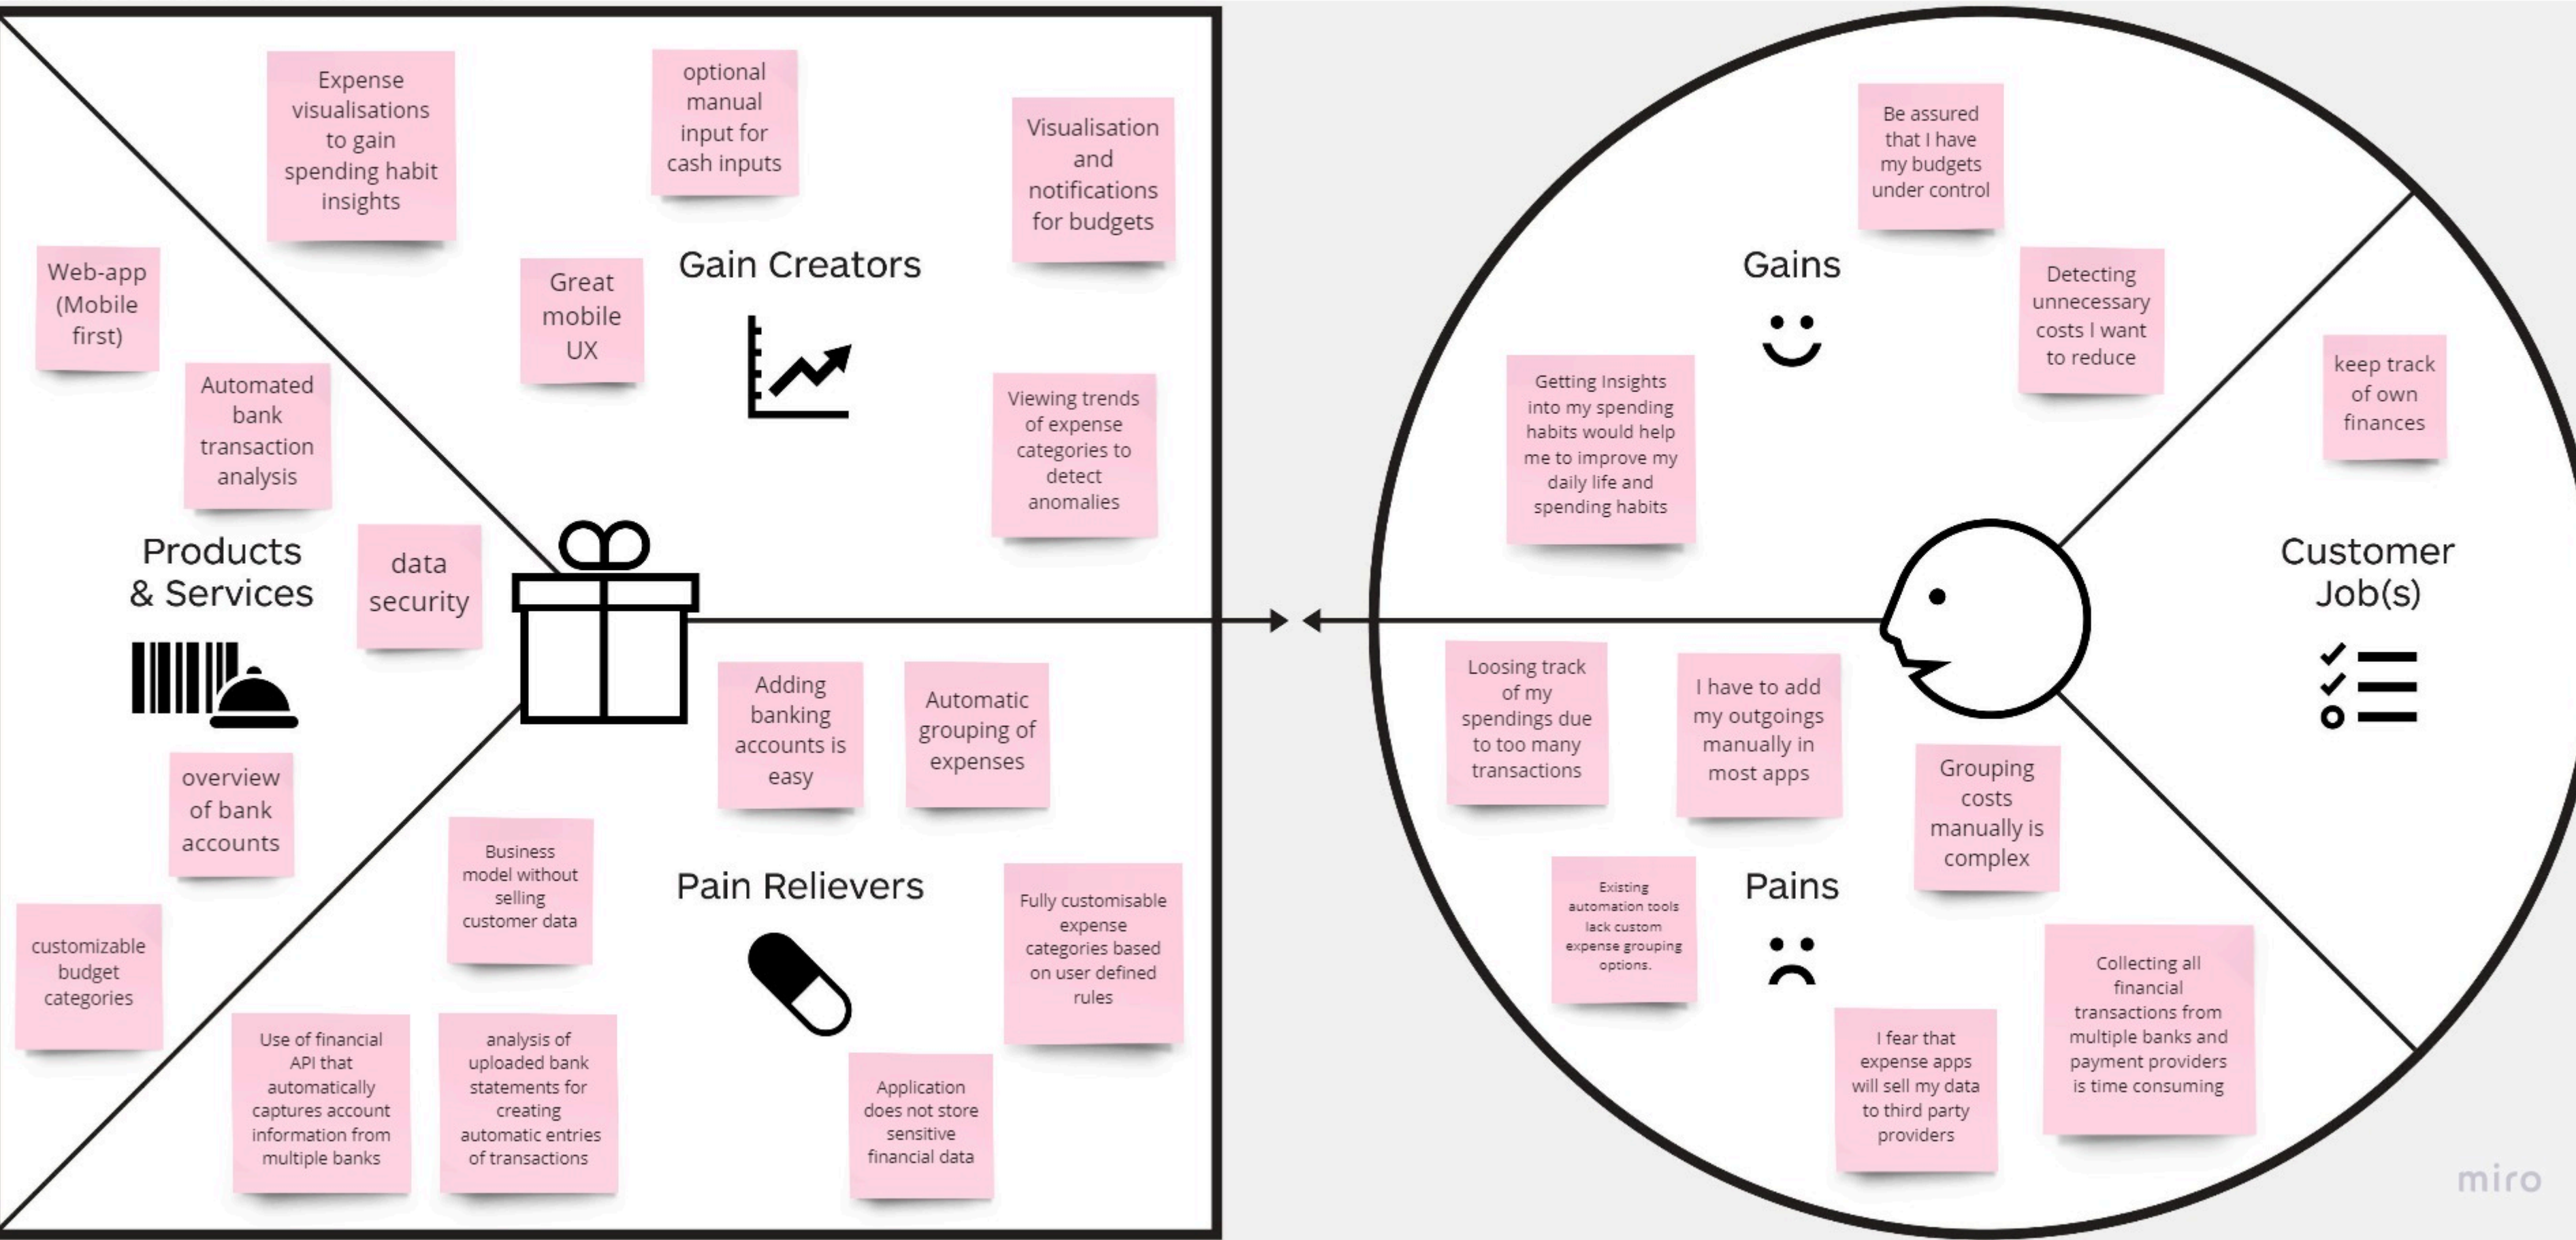 Expense
visualisations
to gain
spending habit
insights
optional
manual
input for
cash inputs
Visualisation
and
notifications
for budgets
Great
mobile
UX
Gain Creators
Viewing trends
of expense
categories to
detect
anomalies
Web-app
(Mobile
first)
Automated
bank
transaction
analysis
Products
& Services
data
security
overview
of bank
accounts
customizable
budget
categories
Adding
banking
accounts is
easy
Automatic
grouping of
expenses
Business
model without
selling
customer data
Pain Relievers
Fully customisable
expense
categories based
on user defined
rules
Use of financial
API that
automatically
captures account
information from
multiple banks
analysis of
uploaded bank
statements for
creating
automatic entries
of transactions
Application
does not store
sensitive
financial data
Be assured
that I have
my budgets
under control
Gains
Detecting
unnecessary
costs I want
to reduce
Getting Insights
into my spending
habits would help
me to improve my
daily life and
spending habits
keep track
of own
finances
Customer
Job(s)
Loosing track
of my
spendings due
to too many
transactions
I have to add
my outgoings
manually in
most apps
Grouping
costs
manually is
complex
Existing
automation tools
lack custom
expense grouping
options.
Pains
I fear that
expense apps
will sell my data
to third party
providers
Collecting all
financial
transactions from
multiple banks and
payment providers
is time consuming
miro